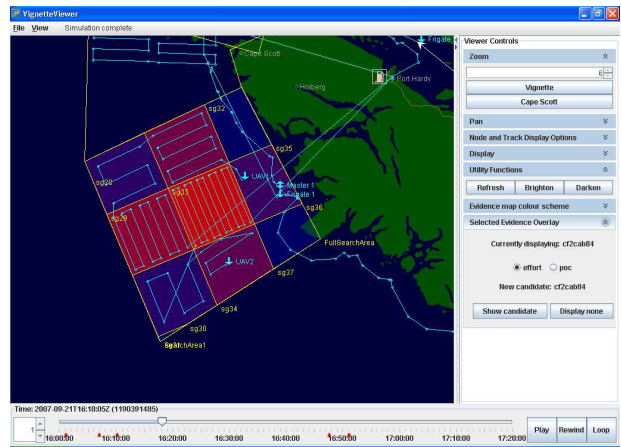 VignetteViewer
File View Simulation complete.
Frigate
Cape Scott
Port Hardy
Holberg
sg32
sg35
sg28
UAV1
Master 1
Frigate 1
sg33
sg29
sg36
FullSearchArea
UAV2
sg37
sg34
sg30
SearchArea1
Viewer Controls
Zoom
6
Vignette
Cape Scott
Pan
Node and Track Display Options
Display
Utility Functions
Refresh Brighten Darken
Evidence map colour scheme
Selected Evidence Overlay
Currently displaying: cf2cab84
effort poc
New candidate: cf2cab84
Show candidate Display none
Time: 2007-09-21T16:18:05Z (1190391485)
1
16:00:00 16:10:00 16:20:00 16:30:00 16:40:00 16:50:00 17:00:00 17:10:00 17:20:00
Play Rewind Loop